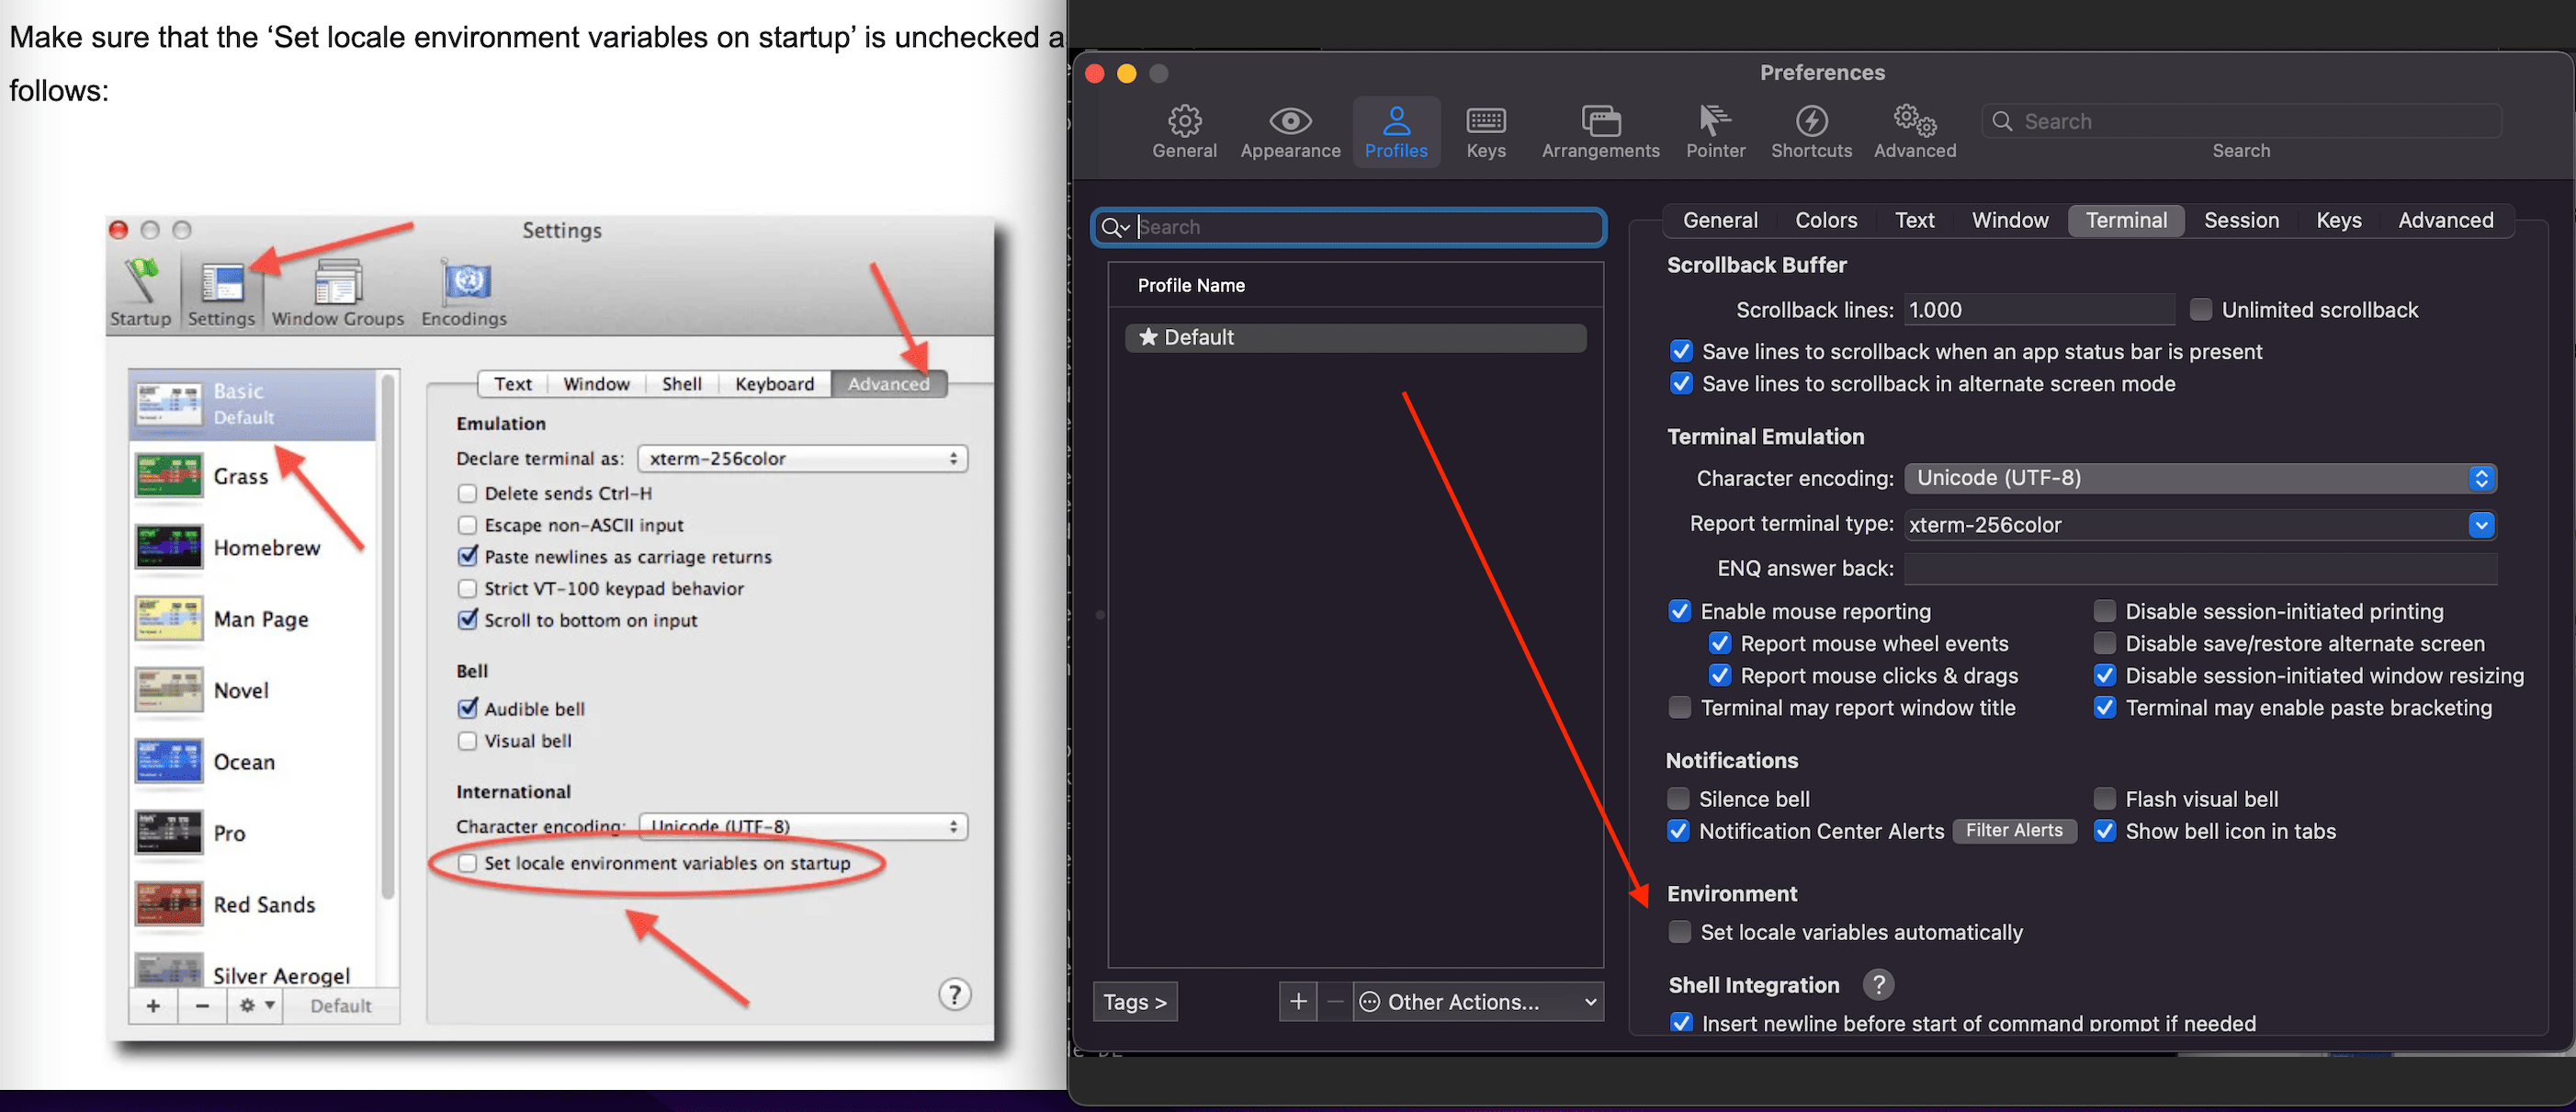 Make sure that the ‘Set locale environment variables on startup’ is unchecked a
follows:
Settings
Startup
Settings
Window Groups
Encodings
Basic
Default
Grass
Homebrew
Man Page
Novel
Ocean
Pro
Red Sands
Silver Aerogel
+
−
Default
Text
Window
Shell
Keyboard
Advanced
Emulation
Declare terminal as: xterm-256color
Delete sends Ctrl-H
Escape non-ASCII input
Paste newlines as carriage returns
Strict VT-100 keypad behavior
Scroll to bottom on input
Bell
Audible bell
Visual bell
International
Character encoding: Unicode (UTF-8)
Set locale environment variables on startup
?
Preferences
General
Appearance
Profiles
Keys
Arrangements
Pointer
Shortcuts
Advanced
Search
Search
Search
Profile Name
★ Default
Tags >
+
−
Other Actions...
General
Colors
Text
Window
Terminal
Session
Keys
Advanced
Scrollback Buffer
Scrollback lines: 1.000
Unlimited scrollback
Save lines to scrollback when an app status bar is present
Save lines to scrollback in alternate screen mode
Terminal Emulation
Character encoding: Unicode (UTF-8)
Report terminal type: xterm-256color
ENQ answer back:
Enable mouse reporting
Disable session-initiated printing
Report mouse wheel events
Disable save/restore alternate screen
Report mouse clicks & drags
Disable session-initiated window resizing
Terminal may report window title
Terminal may enable paste bracketing
Notifications
Silence bell
Flash visual bell
Notification Center Alerts
Filter Alerts
Show bell icon in tabs
Environment
Set locale variables automatically
Shell Integration ?
Insert newline before start of command prompt if needed